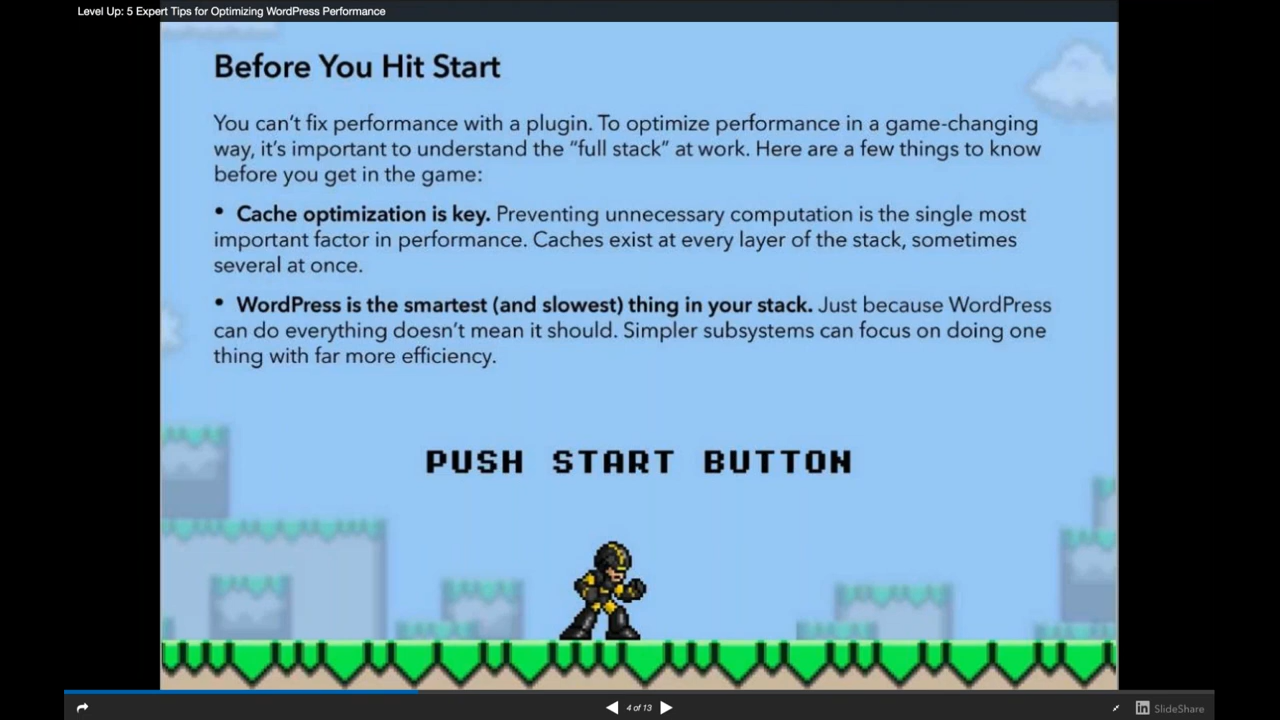 Level Up: 5 Expert Tips for Optimizing WordPress Performance
Before You Hit Start
You can’t fix performance with a plugin. To optimize performance in a game-changing
way, it’s important to understand the “full stack” at work. Here are a few things to know
before you get in the game:
• Cache optimization is key. Preventing unnecessary computation is the single most
important factor in performance. Caches exist at every layer of the stack, sometimes
several at once.
• WordPress is the smartest (and slowest) thing in your stack. Just because WordPress
can do everything doesn’t mean it should. Simpler subsystems can focus on doing one
thing with far more efficiency.
PUSH START BUTTON
4 of 13
in SlideShare